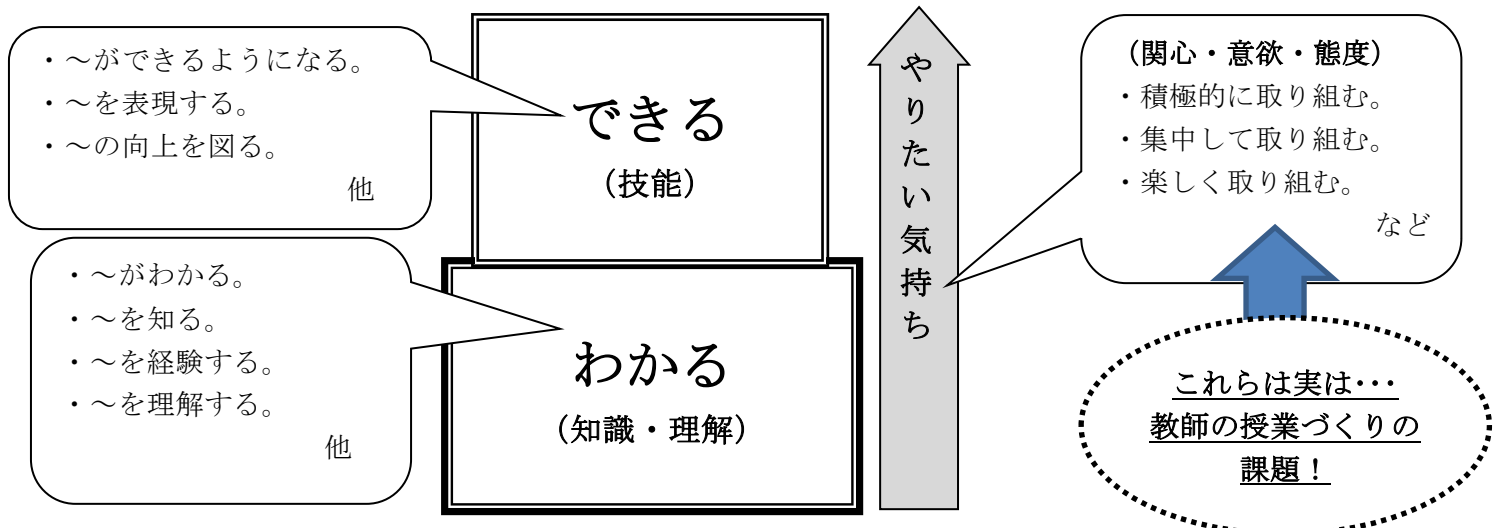 ・～ができるようになる。
・～を表現する。
・～の向上を図る。
他
できる
（技能）
・～がわかる。
・～を知る。
・～を経験する。
・～を理解する。
他
わかる
（知識・理解）
やりたい気持ち
（関心・意欲・態度）
・積極的に取り組む。
・集中して取り組む。
・楽しく取り組む。
など
これらは実は･･･
教師の授業づくりの
課題！